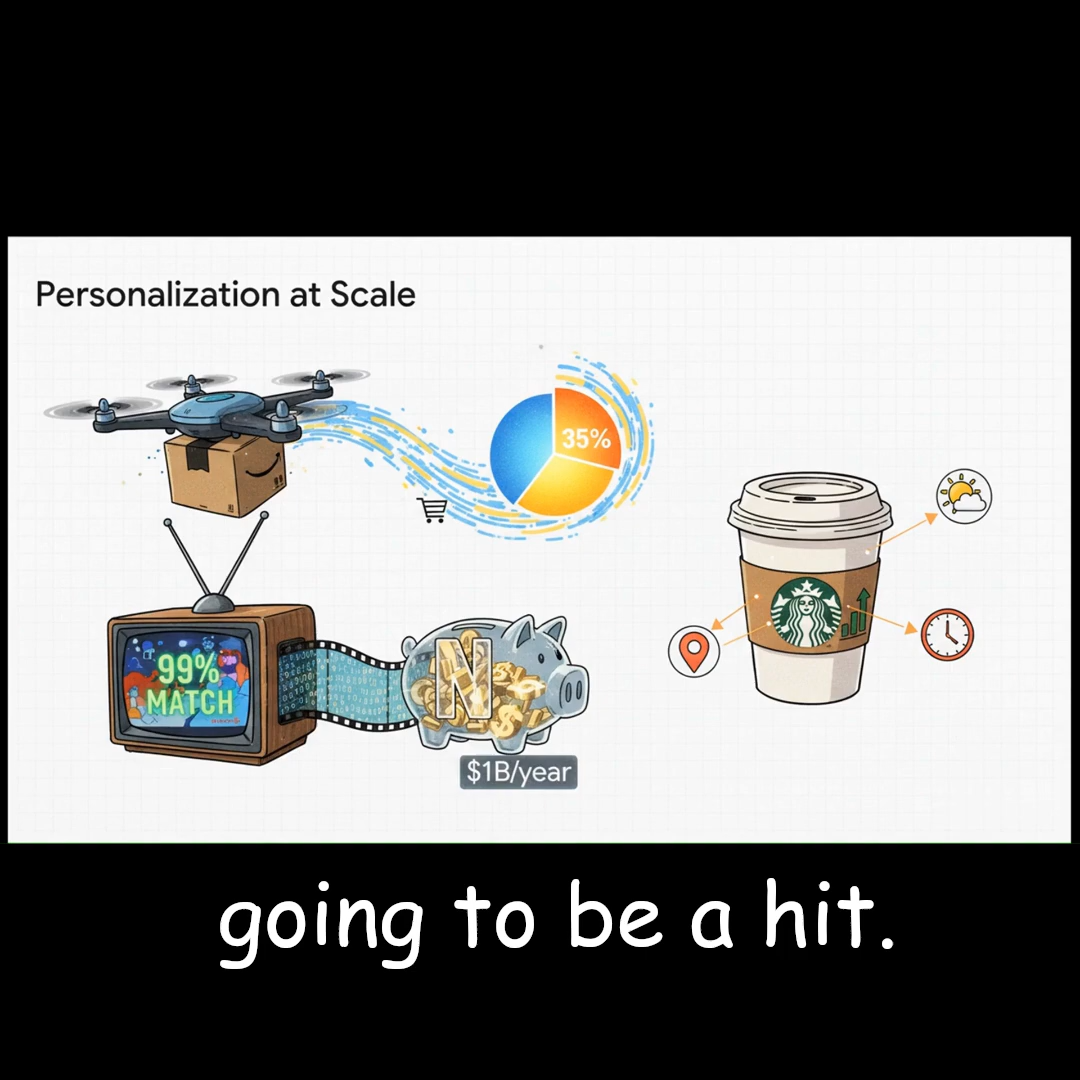 Personalization at Scale
35%
99%
MATCH
N
$1B/year
going to be a hit.